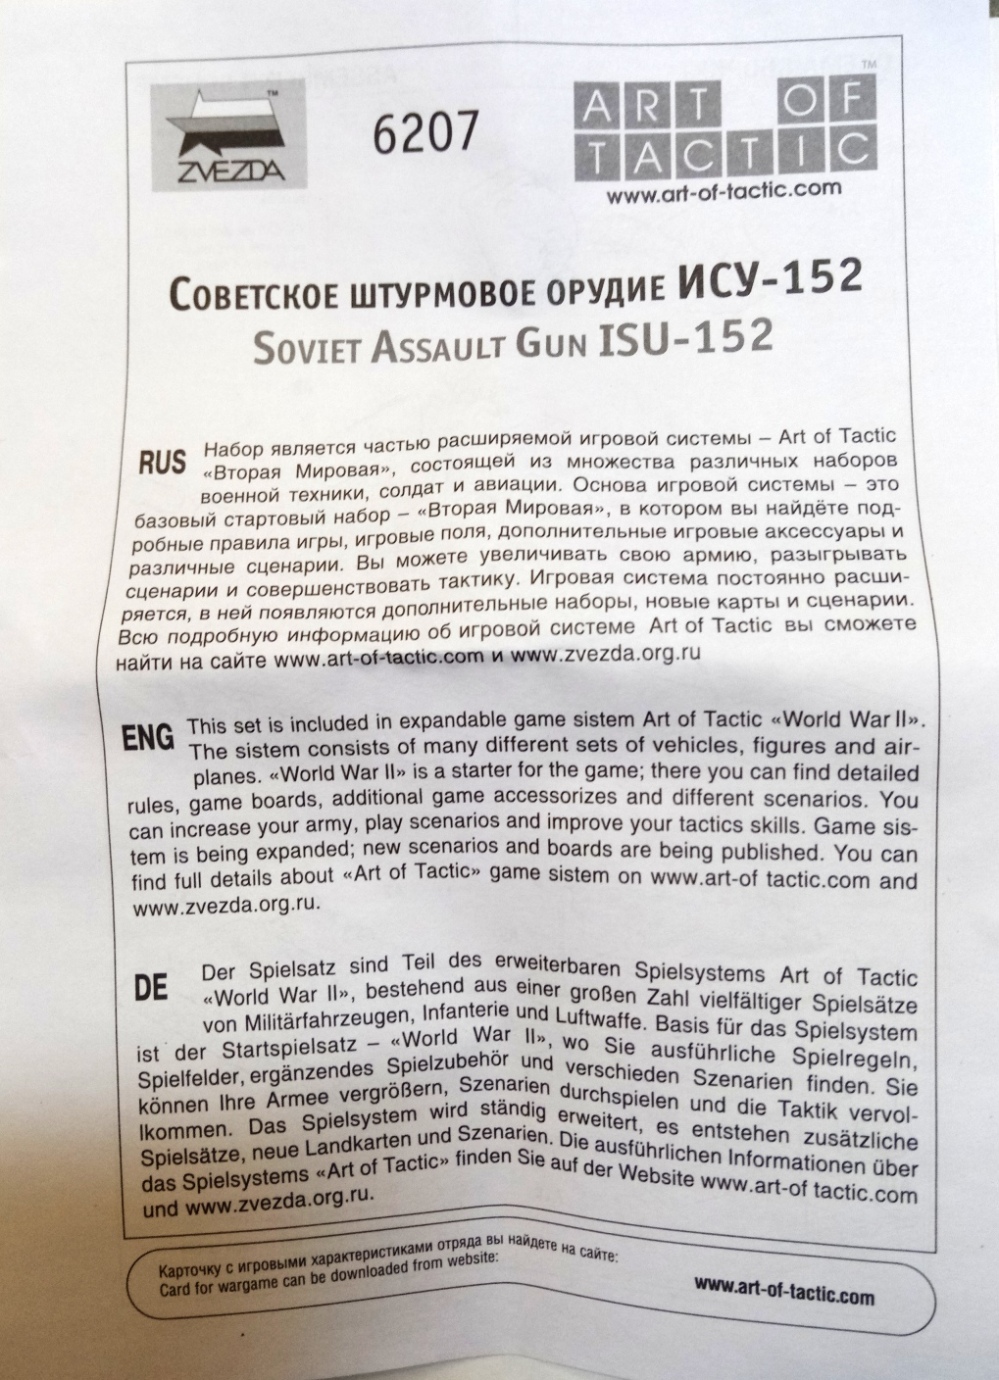 ZVEZDA
™
6207
ART OF
TACTIC
™
www.art-of-tactic.com
Советское штурмовое орудие ИСУ-152
Soviet Assault Gun ISU-152
RUS Набор является частью расширяемой игровой системы – Art of Tactic
«Вторая Мировая», состоящей из множества различных наборов
военной техники, солдат и авиации. Основа игровой системы – это
базовый стартовый набор – «Вторая Мировая», в котором вы найдёте под-
робные правила игры, игровые поля, дополнительные игровые аксессуары и
различные сценарии. Вы можете увеличивать свою армию, разыгрывать
сценарии и совершенствовать тактику. Игровая система постоянно расши-
ряется, в ней появляются дополнительные наборы, новые карты и сценарии.
Всю подробную информацию об игровой системе Art of Tactic вы сможете
найти на сайте www.art-of-tactic.com и www.zvezda.org.ru
ENG This set is included in expandable game sistem Art of Tactic «World War II».
The sistem consists of many different sets of vehicles, figures and air-
planes. «World War II» is a starter for the game; there you can find detailed
rules, game boards, additional game accessorizes and different scenarios. You
can increase your army, play scenarios and improve your tactics skills. Game sis-
tem is being expanded; new scenarios and boards are being published. You can
find full details about «Art of Tactic» game sistem on www.art-of tactic.com and
www.zvezda.org.ru.
DE Der Spielsatz sind Teil des erweiterbaren Spielsystems Art of Tactic
«World War II», bestehend aus einer großen Zahl vielfältiger Spielsätze
von Militärfahrzeugen, Infanterie und Luftwaffe. Basis für das Spielsystem
ist der Startspielsatz – «World War II», wo Sie ausführliche Spielregeln,
Spielfelder, ergänzendes Spielzubehör und verschieden Szenarien finden. Sie
können Ihre Armee vergrößern, Szenarien durchspielen und die Taktik vervol-
lkommen. Das Spielsystem wird ständig erweitert, es entstehen zusätzliche
Spielsätze, neue Landkarten und Szenarien. Die ausführlichen Informationen über
das Spielsystems «Art of Tactic» finden Sie auf der Website www.art-of tactic.com
und www.zvezda.org.ru.
Карточку с игровыми характеристиками отряда вы найдете на сайте:
Card for wargame can be downloaded from website:
www.art-of-tactic.com